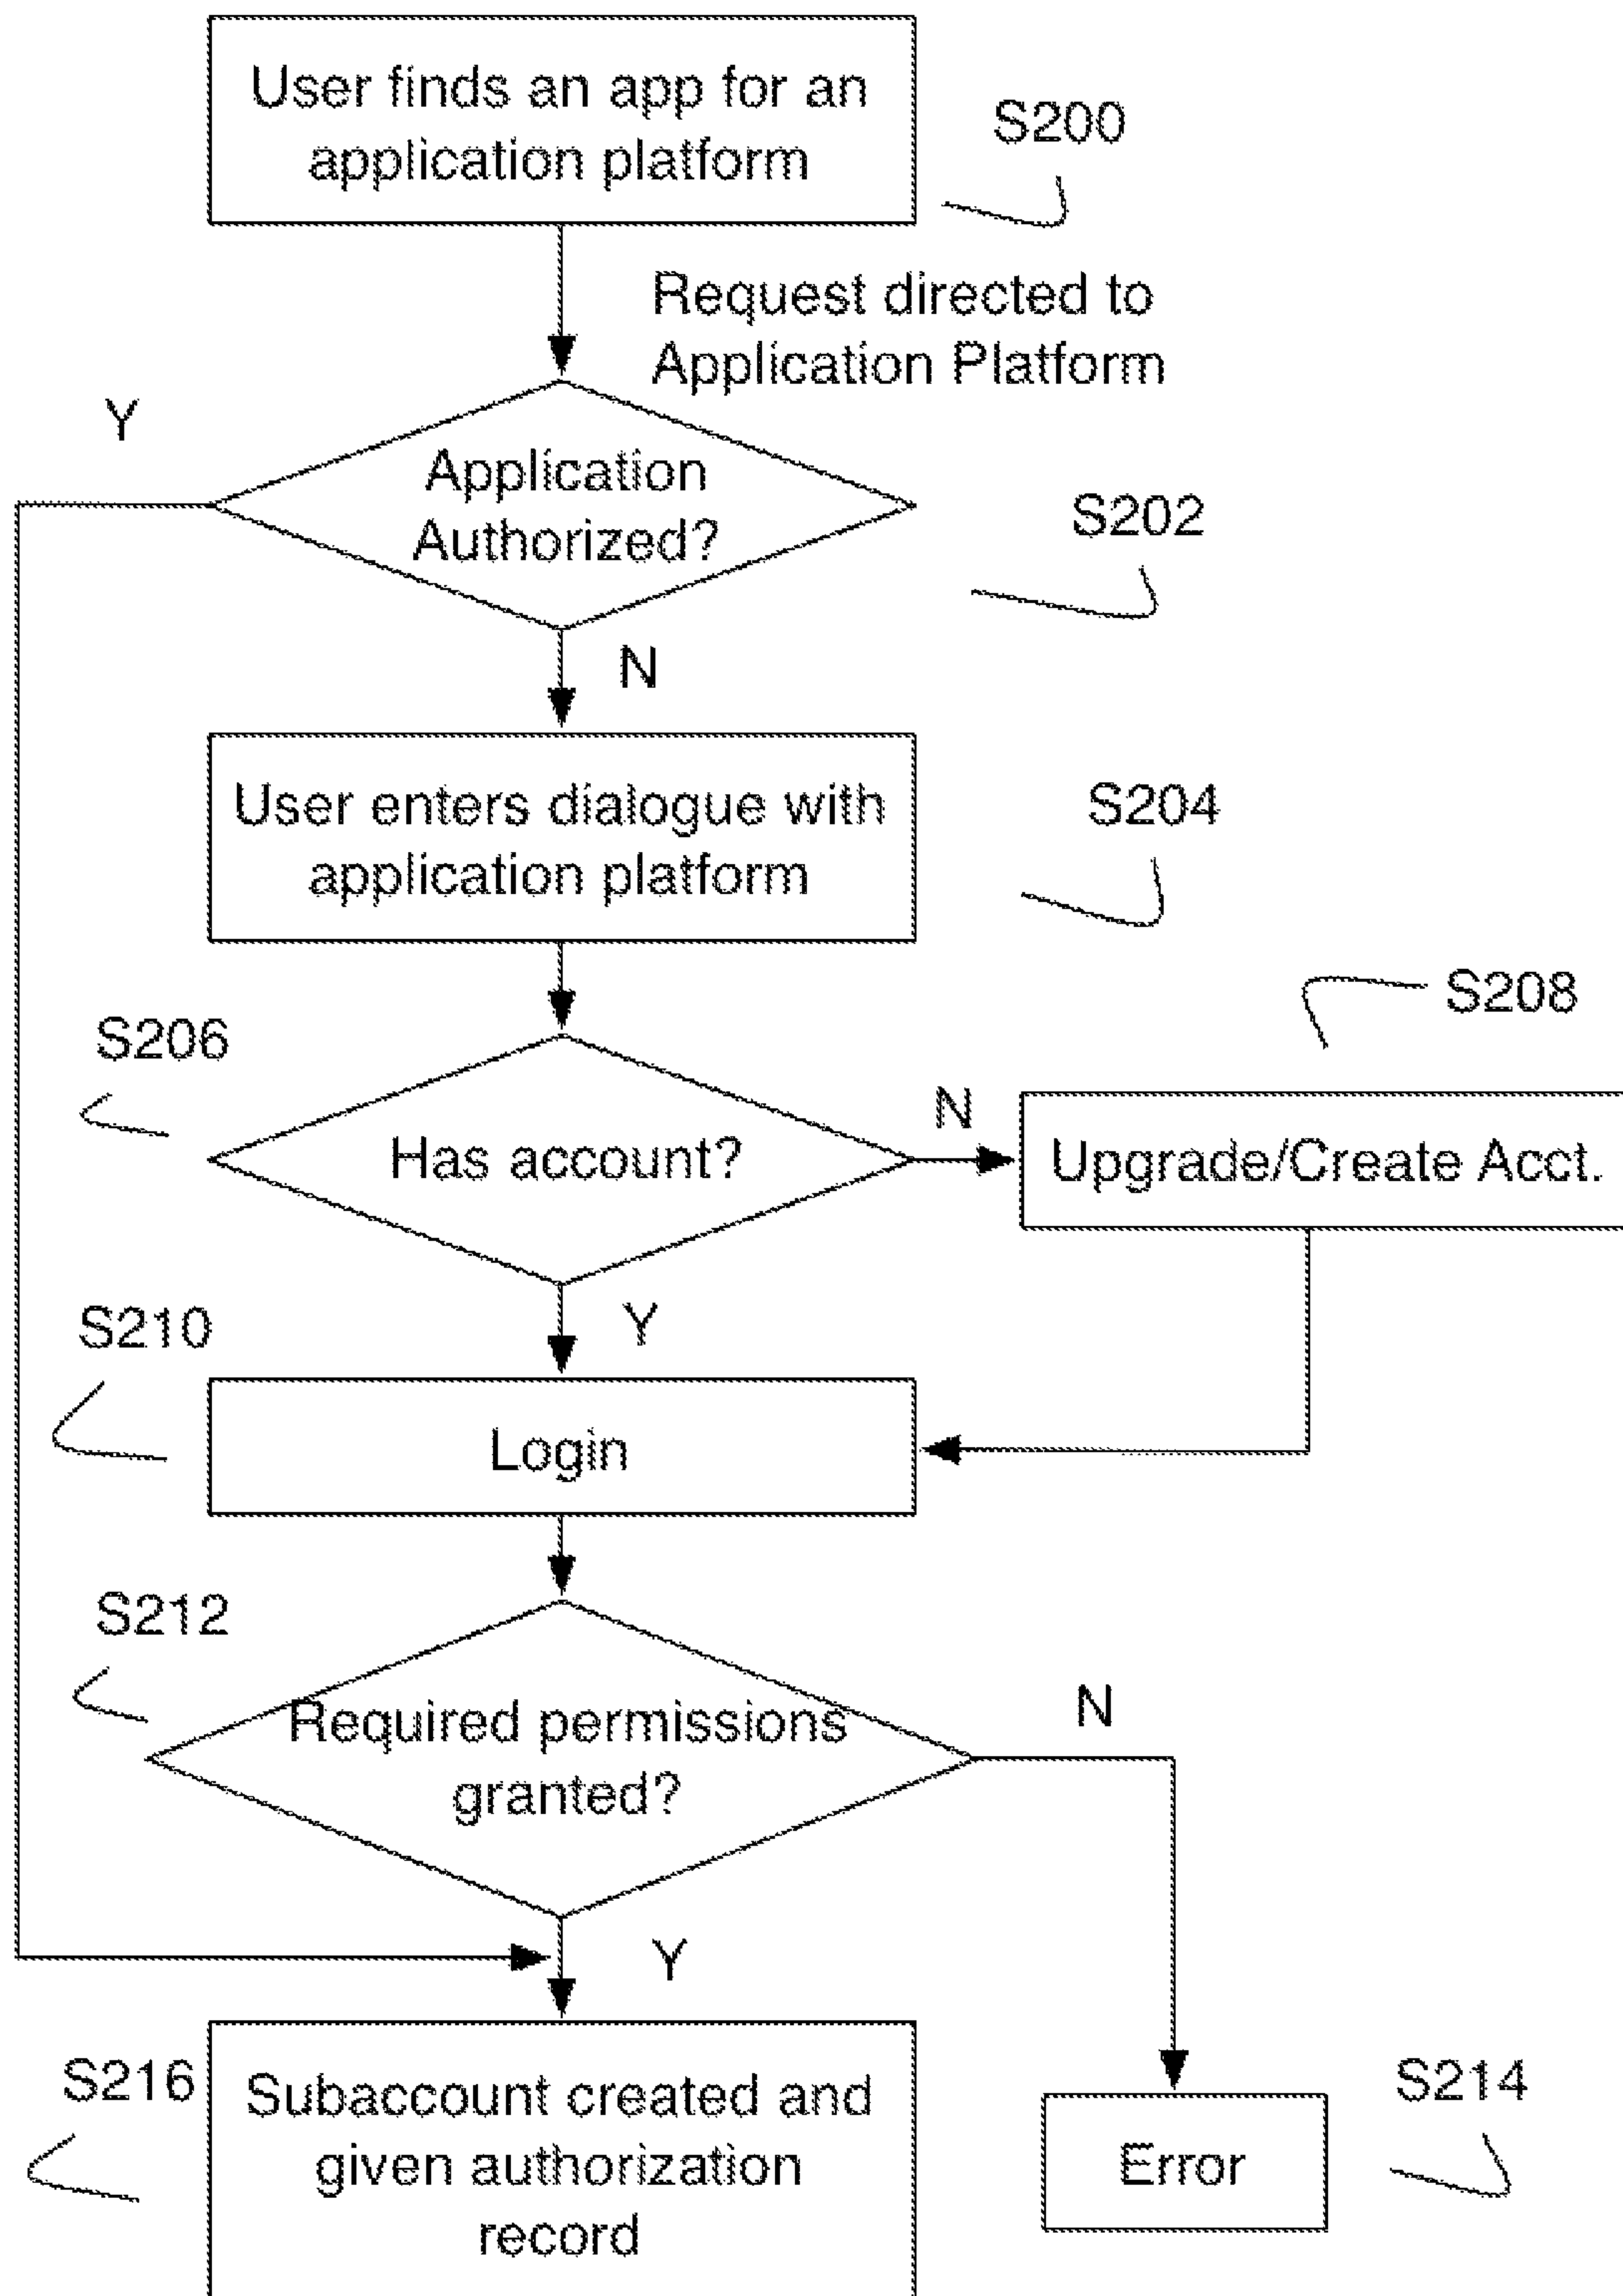 User finds an app for an
application platform
S200
Request directed to
Application Platform
Y
Application
Authorized?
S202
N
User enters dialogue with
application platform
S204
S208
S206
Has account?
N
Upgrade/Create Acct.
Y
S210
Login
S212
Required permissions
granted?
N
Y
S216
Subaccount created and
given authorization
record
Error
S214